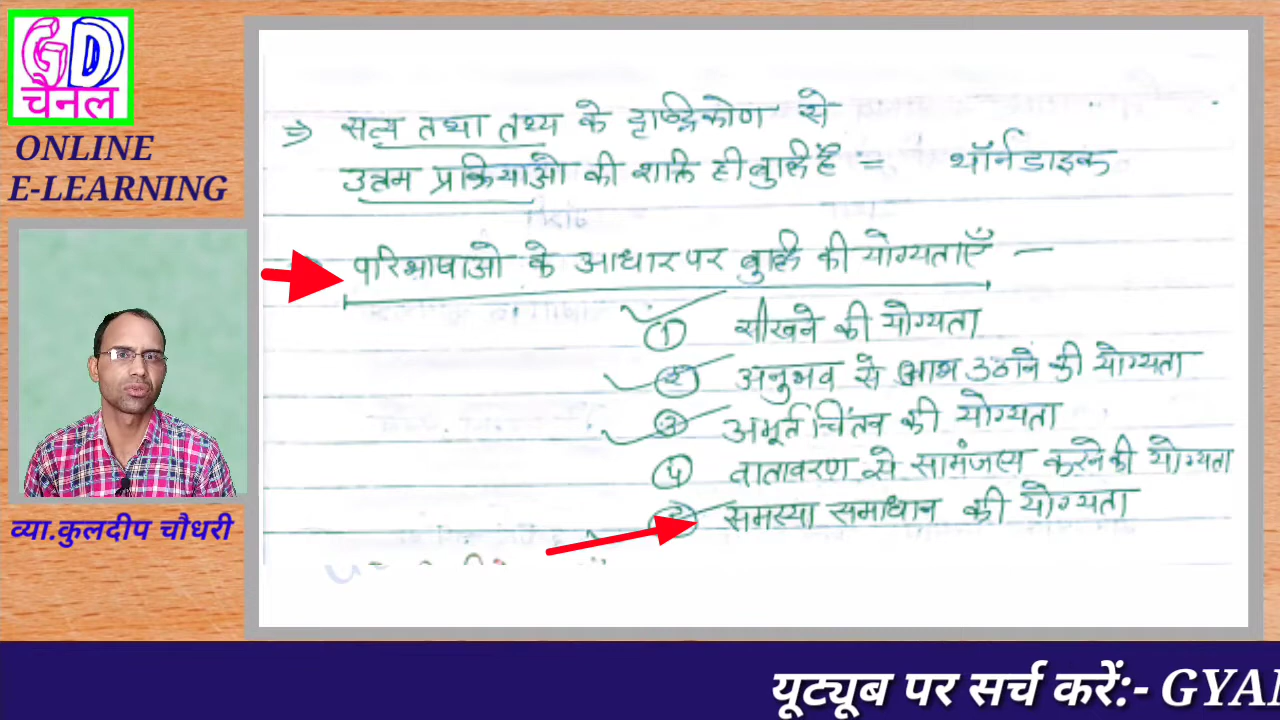 GD
चैनल
ONLINE
E-LEARNING
व्या.कुलदीप चौधरी
⇒ सत्य तथा तथ्य के दृष्टिकोण से
उत्तम प्रक्रियाओ की शक्ति ही बुद्धि है = थॉर्नडाइक
परिभाषाओ के आधार पर बुद्धि की योग्यताएँ —
① सीखने की योग्यता
② अनुभव से लाभ उठाने की योग्यता
③ अमूर्त चिंतन की योग्यता
④ वातावरण से सामंजस्य करने की योग्यता
समस्या समाधान की योग्यता
यूट्यूब पर सर्च करें:- GYAN